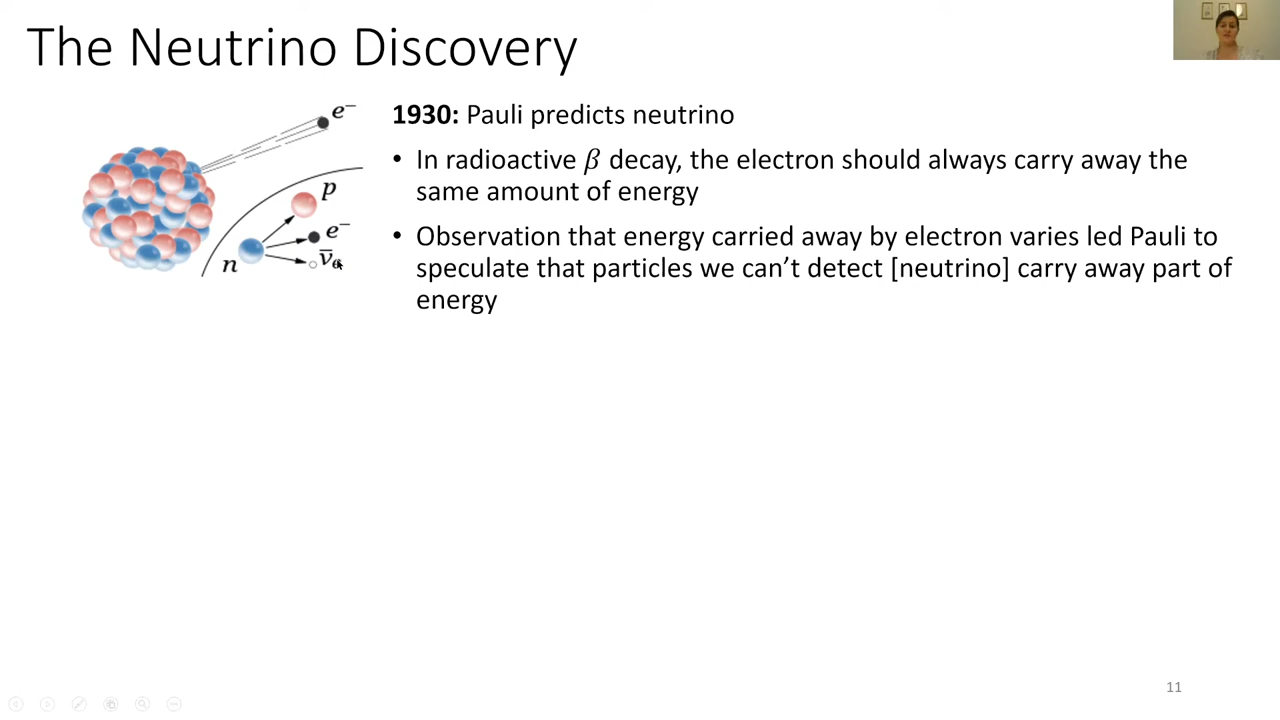 The Neutrino Discovery
e⁻
p
e⁻
n
ν̅ₑ
1930: Pauli predicts neutrino
• In radioactive β decay, the electron should always carry away the
same amount of energy
• Observation that energy carried away by electron varies led Pauli to
speculate that particles we can’t detect [neutrino] carry away part of
energy
11